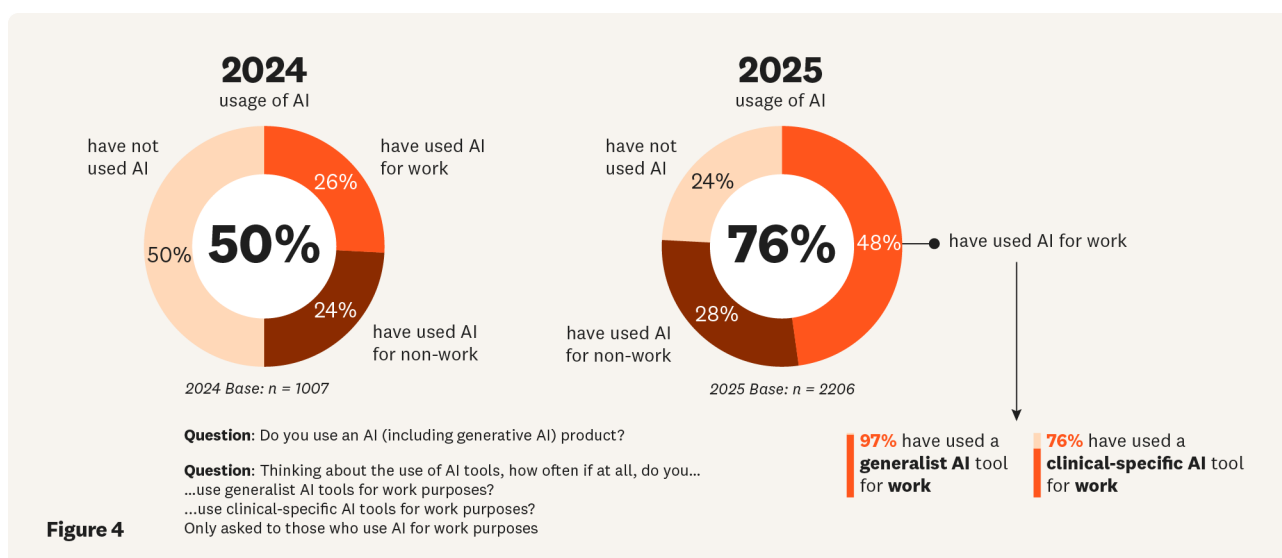 2024
usage of AI
have not
used AI
have used AI
for work
26%
50%
50%
24%
have used AI
for non-work
2024 Base: n = 1007
2025
usage of AI
have not
used AI
24%
76%
48%
have used AI for work
28%
have used AI
for non-work
2025 Base: n = 2206
Question: Do you use an AI (including generative AI) product?
Question: Thinking about the use of AI tools, how often if at all, do you...
...use generalist AI tools for work purposes?
...use clinical-specific AI tools for work purposes?
Only asked to those who use AI for work purposes
97% have used a
generalist AI tool
for work
76% have used a
clinical-specific AI tool
for work
Figure 4